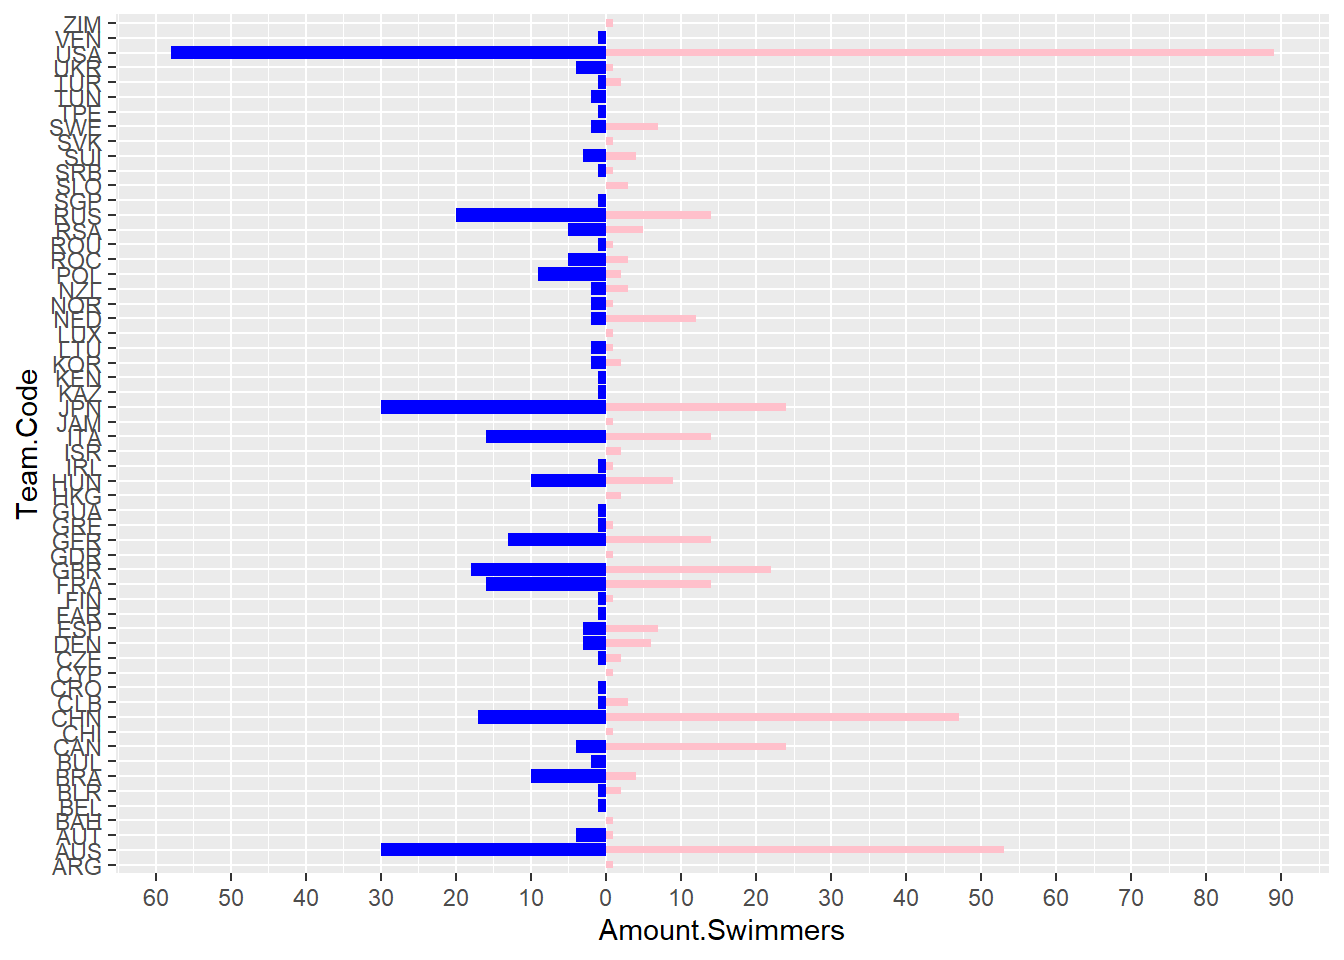 ZIM
VEN
USA
UKR
TUR
TUN
TPE
SWE
SVK
SUI
SRB
SLO
SGP
RUS
RSA
ROU
ROC
POL
NZL
NOR
NED
LUX
LTU
KOR
KEN
KAZ
JPN
JAM
ITA
ISR
IRL
HUN
HKG
GUA
GRE
GER
GDR
GBR
FRA
FIN
FAR
ESP
DEN
CZE
CYP
CRO
CLB
CHN
CHI
CAN
BUL
BRA
BLR
BEL
BAH
AUT
AUS
ARG
Team.Code
60 50 40 30 20 10 0 10 20 30 40 50 60 70 80 90
Amount.Swimmers